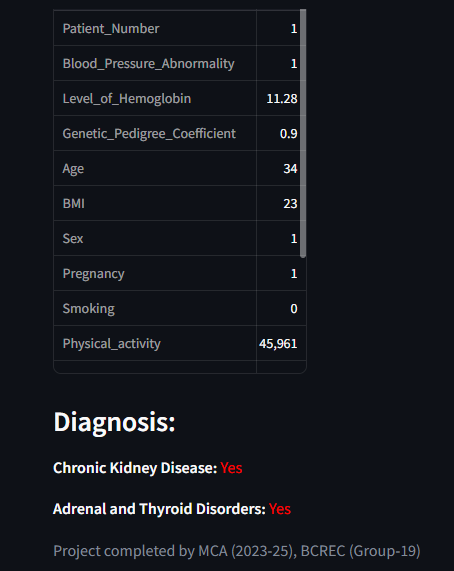 Patient_Number 1
Blood_Pressure_Abnormality 1
Level_of_Hemoglobin 11.28
Genetic_Pedigree_Coefficient 0.9
Age 34
BMI 23
Sex 1
Pregnancy 1
Smoking 0
Physical_activity 45,961
Diagnosis:
Chronic Kidney Disease: Yes
Adrenal and Thyroid Disorders: Yes
Project completed by MCA (2023-25), BCREC (Group-19)